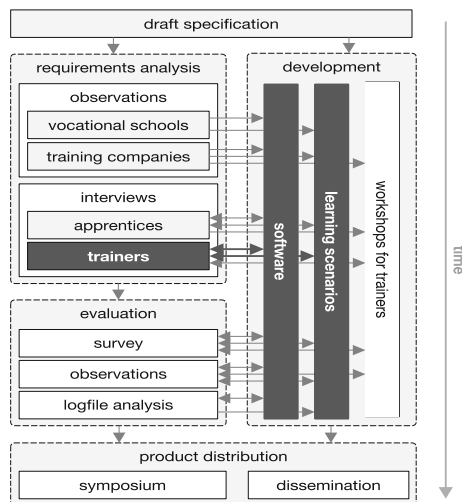 draft specification
requirements analysis
development
observations
vocational schools
training companies
interviews
apprentices
trainers
software
learning scenarios
workshops for trainers
time
evaluation
survey
observations
logfile analysis
product distribution
symposium
dissemination